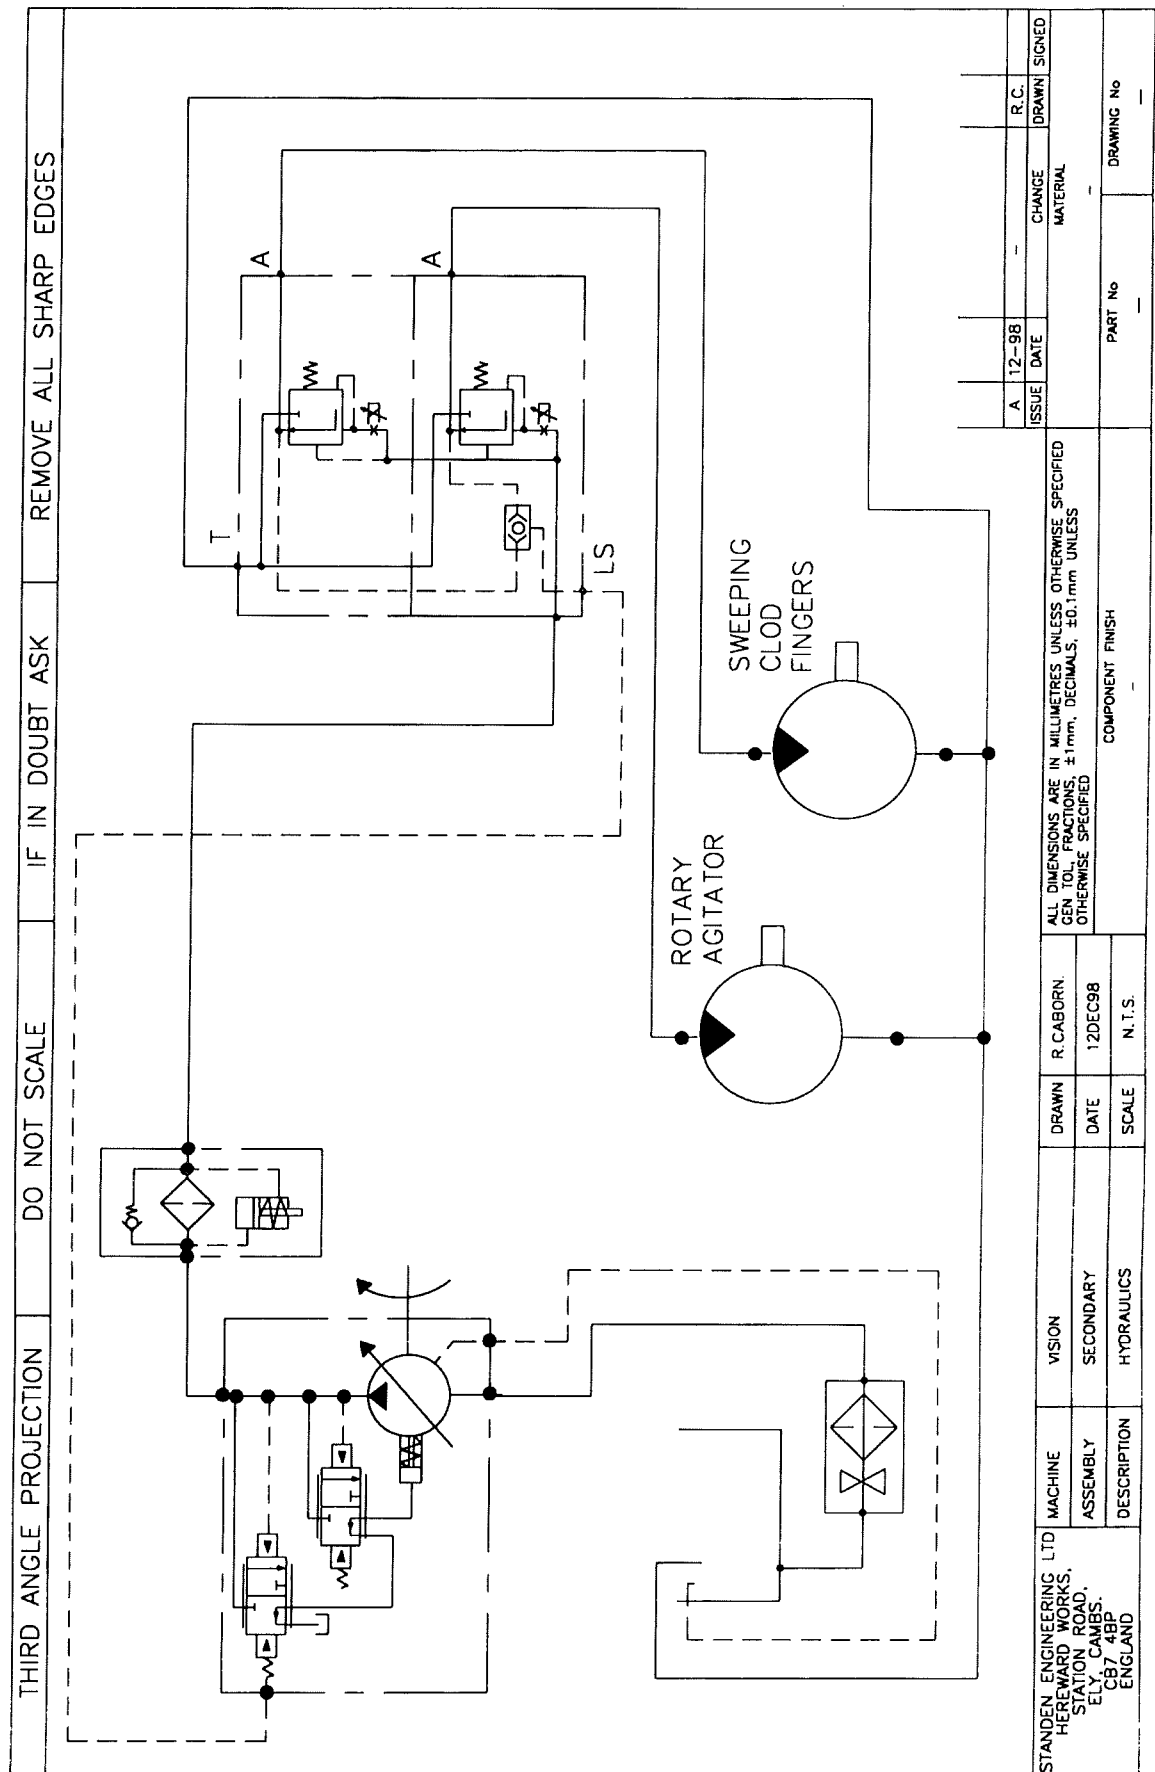 THIRD ANGLE PROJECTION
DO NOT SCALE
IF IN DOUBT ASK
REMOVE ALL SHARP EDGES
T
A
A
LS
ROTARY
AGITATOR
SWEEPING
CLOD
FINGERS
STANDEN ENGINEERING LTD
HEREWARD WORKS,
STATION ROAD,
ELY, CAMBS.
CB7 4BP
ENGLAND
MACHINE
VISION
ASSEMBLY
SECONDARY
DESCRIPTION
HYDRAULICS
DRAWN
R.CABORN.
DATE
12DEC98
SCALE
N.T.S.
ALL DIMENSIONS ARE IN MILLIMETRES UNLESS OTHERWISE SPECIFIED
GEN TOL, FRACTIONS, ±1mm, DECIMALS, ±0.1mm UNLESS
OTHERWISE SPECIFIED
COMPONENT FINISH
–
A 12-98 – R.C.
ISSUE DATE CHANGE DRAWN SIGNED
MATERIAL
–
PART No
–
DRAWING No
–